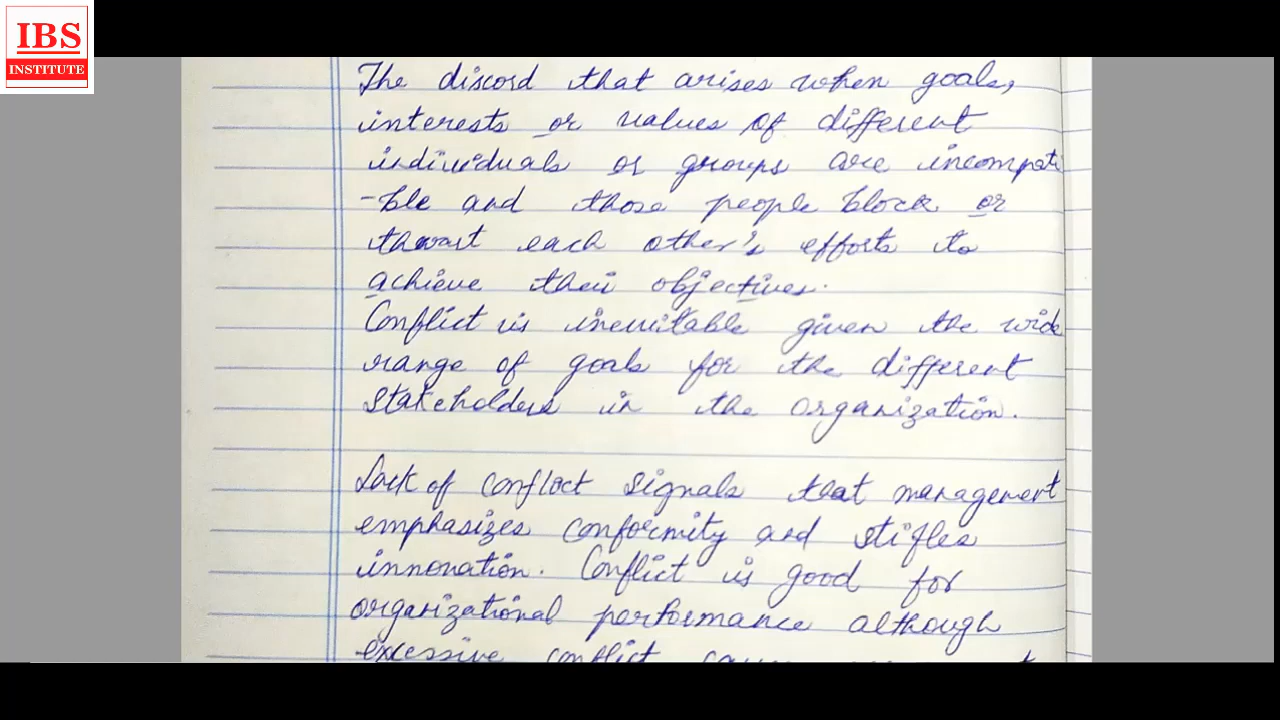 IBS
INSTITUTE
The discord that arises when goals,
interests or values of different
individuals or groups are incompati
-ble and those people block or
thwart each other's efforts to
achieve their objectives.
Conflict is inevitable given the wide
range of goals for the different
stakeholders in the organization.
Lack of conflict signals that management
emphasizes conformity and stifles
innovation. Conflict is good for
organizational performance although
excessive conflict